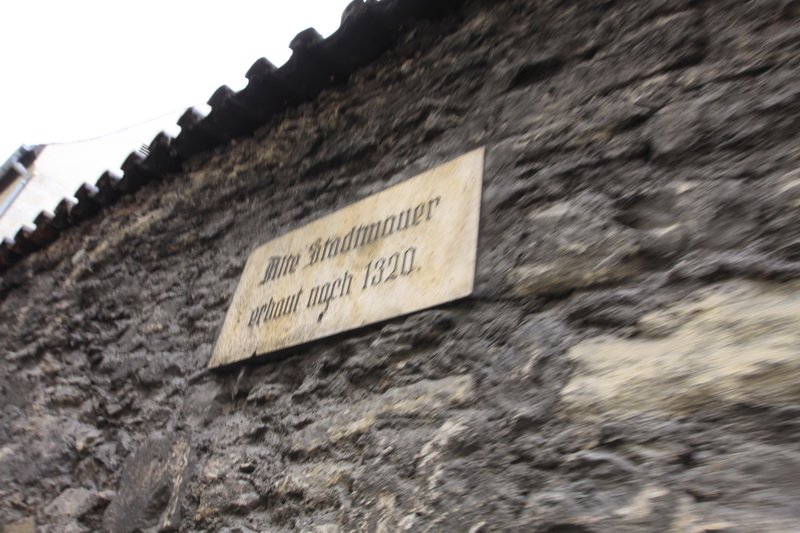 Alte Stadtmauer
erbaut nach 1320.